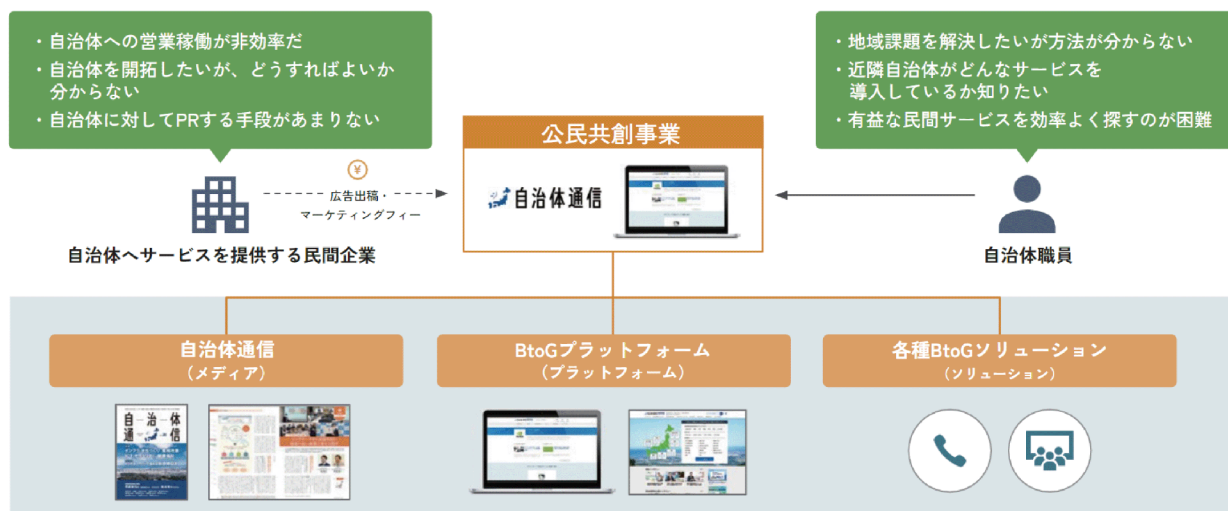 ・自治体への営業稼働が非効率だ
・自治体を開拓したいが、どうすればよいか
分からない
・自治体に対してPRする手段があまりない
・地域課題を解決したいが方法が分からない
・近隣自治体がどんなサービスを
導入しているか知りたい
・有益な民間サービスを効率よく探すのが困難
公民共創事業
自治体通信
¥
広告出稿・
マーケティングフィー
自治体へサービスを提供する民間企業
自治体職員
自治体通信
（メディア）
BtoGプラットフォーム
（プラットフォーム）
各種BtoGソリューション
（ソリューション）
自治体
通信